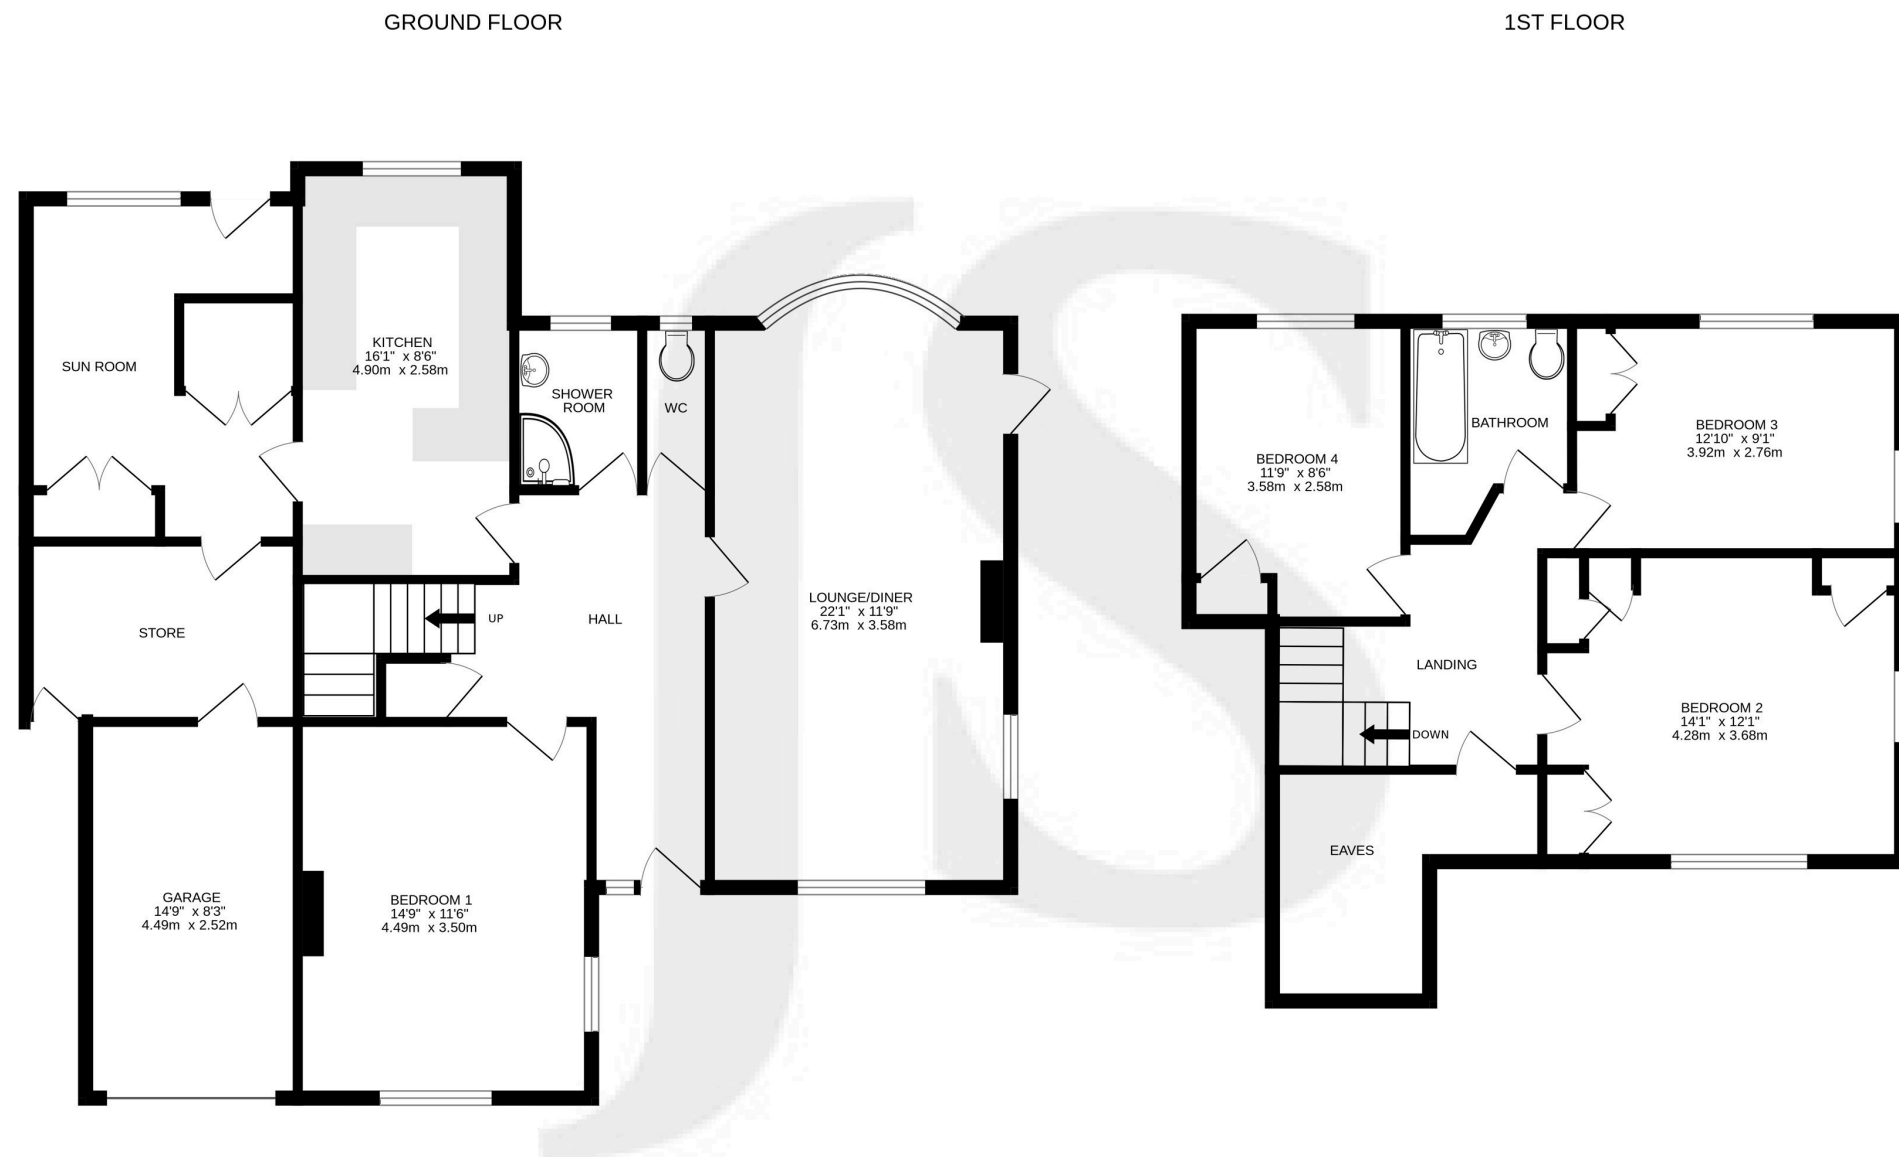 GROUND FLOOR
1ST FLOOR
SUN ROOM
KITCHEN
16'1" x 8'6"
4.90m x 2.58m
SHOWER
ROOM
WC
STORE
UP
HALL
LOUNGE/DINER
22'1" x 11'9"
6.73m x 3.58m
GARAGE
14'9" x 8'3"
4.49m x 2.52m
BEDROOM 1
14'9" x 11'6"
4.49m x 3.50m
BEDROOM 4
11'9" x 8'6"
3.58m x 2.58m
BATHROOM
BEDROOM 3
12'10" x 9'1"
3.92m x 2.76m
LANDING
DOWN
BEDROOM 2
14'1" x 12'1"
4.28m x 3.68m
EAVES
JS